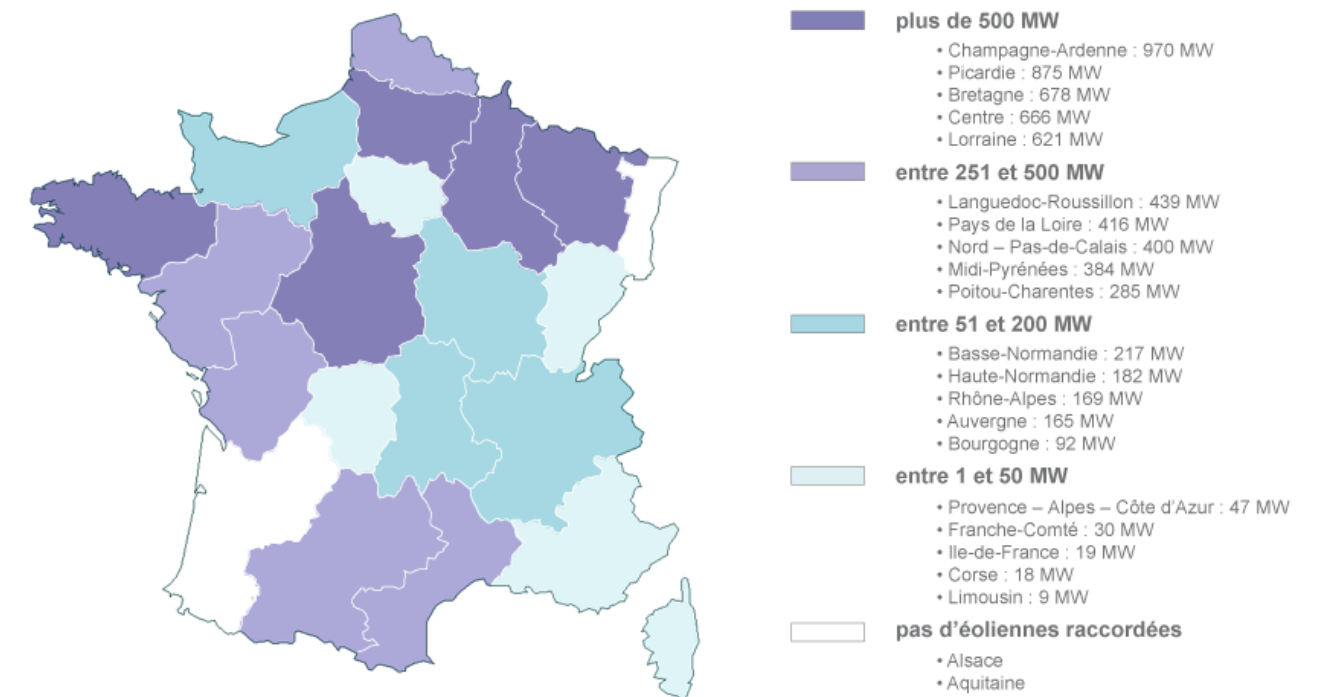 plus de 500 MW
• Champagne-Ardenne : 970 MW
• Picardie : 875 MW
• Bretagne : 678 MW
• Centre : 666 MW
• Lorraine : 621 MW
entre 251 et 500 MW
• Languedoc-Roussillon : 439 MW
• Pays de la Loire : 416 MW
• Nord – Pas-de-Calais : 400 MW
• Midi-Pyrénées : 384 MW
• Poitou-Charentes : 285 MW
entre 51 et 200 MW
• Basse-Normandie : 217 MW
• Haute-Normandie : 182 MW
• Rhône-Alpes : 169 MW
• Auvergne : 165 MW
• Bourgogne : 92 MW
entre 1 et 50 MW
• Provence – Alpes – Côte d'Azur : 47 MW
• Franche-Comté : 30 MW
• Ile-de-France : 19 MW
• Corse : 18 MW
• Limousin : 9 MW
pas d'éoliennes raccordées
• Alsace
• Aquitaine